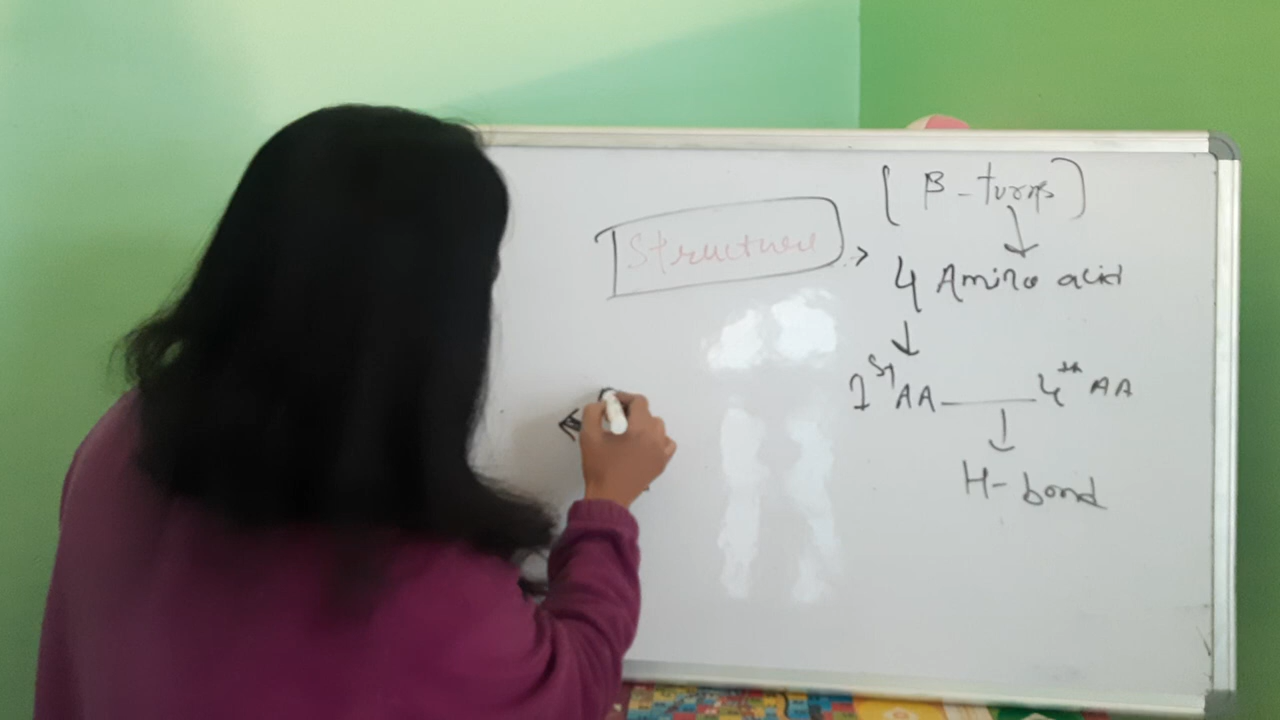 [ β-turns ]
Structure >
4 Amino acid
1st AA — 4th AA
H-bond